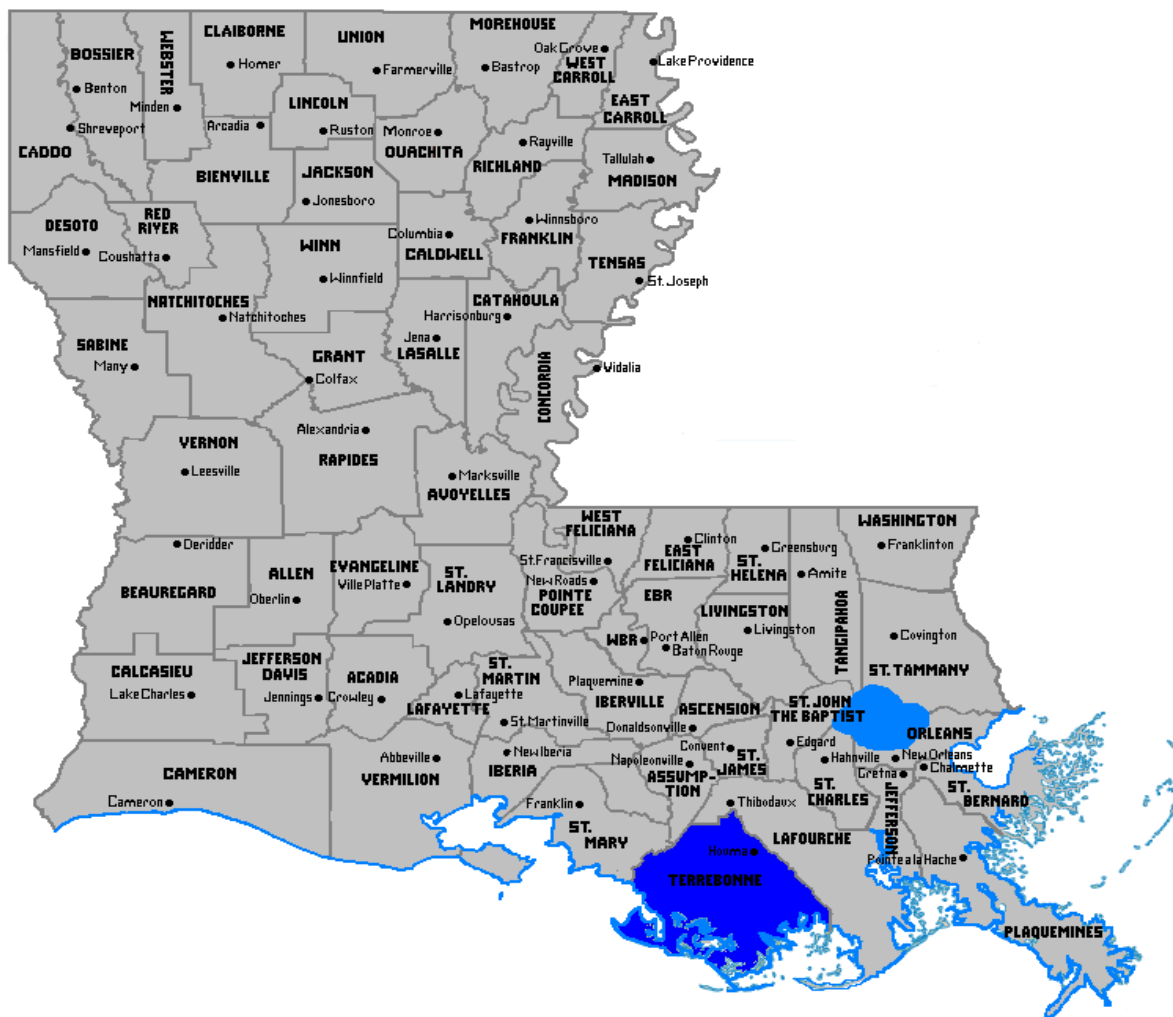 CLAIBORNE
UNION
MOREHOUSE
BOSSIER
WEBSTER
Homer
Farmerville
Bastrop
Oak Grove
WEST
CARROLL
Lake Providence
Benton
Minden
LINCOLN
EAST
CARROLL
Shreveport
Arcadia
Ruston
Monroe
Rayville
CADDO
OUACHITA
RICHLAND
Tallulah
MADISON
BIENVILLE
JACKSON
Jonesboro
DESOTO
RED
RIVER
Winnsboro
Mansfield
Coushatta
WINN
Columbia
CALDWELL
FRANKLIN
TENSAS
Winnfield
St. Joseph
NATCHITOCHES
Natchitoches
CATAHOULA
Harrisonburg
SABINE
Many
GRANT
Colfax
Jena
LASALLE
CONCORDIA
Vidalia
VERNON
Leesville
Alexandria
RAPIDES
Marksville
AVOYELLES
WEST
FELICIANA
WASHINGTON
Deridder
St. Francisville
Clinton
EAST
FELICIANA
Greensburg
ST.
HELENA
Franklinton
BEAUREGARD
ALLEN
Oberlin
EVANGELINE
Ville Platte
ST.
LANDRY
New Roads
POINTE
COUPEE
EBR
Amite
TANGIPAHOA
Opelousas
LIVINGSTON
Livingston
Covington
WBR
Port Allen
Baton Rouge
ST. TAMMANY
CALCASIEU
Lake Charles
JEFFERSON
DAVIS
Jennings
ACADIA
Crowley
ST.
MARTIN
Lafayette
LAFAYETTE
St. Martinville
Plaquemine
IBERVILLE
ASCENSION
Donaldsonville
ST. JOHN
THE BAPTIST
ORLEANS
CAMERON
Cameron
Abbeville
VERMILION
New Iberia
IBERIA
Napoleonville
ASSUMP-
TION
Convent
ST.
JAMES
Edgard
Hahnville
ST.
CHARLES
New Orleans
Chalmette
Gretna
JEFFERSON
ST.
BERNARD
Franklin
ST.
MARY
Thibodaux
LAFOURCHE
Houma
TERREBONNE
Pointe a la Hache
PLAQUEMINES